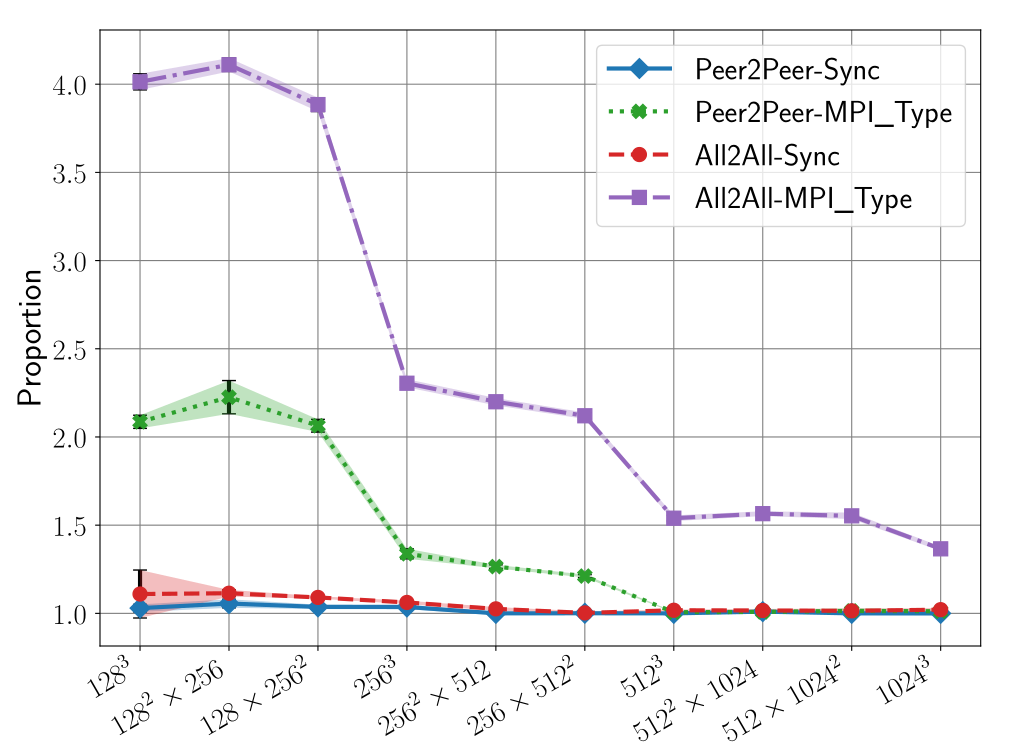 Proportion
4.0
3.5
3.0
2.5
2.0
1.5
1.0
Peer2Peer-Sync
Peer2Peer-MPI_Type
All2All-Sync
All2All-MPI_Type
128³
128² × 256
128 × 256²
256³
256² × 512
256 × 512²
512³
512² × 1024
512 × 1024²
1024³